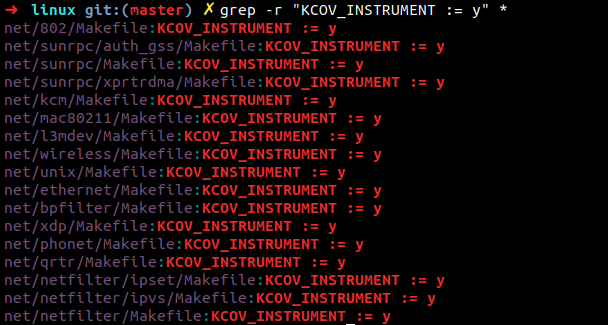 ➜ linux git:(master) ✗ grep -r "KCOV_INSTRUMENT := y" *
net/802/Makefile:KCOV_INSTRUMENT := y
net/sunrpc/auth_gss/Makefile:KCOV_INSTRUMENT := y
net/sunrpc/Makefile:KCOV_INSTRUMENT := y
net/sunrpc/xprtrdma/Makefile:KCOV_INSTRUMENT := y
net/kcm/Makefile:KCOV_INSTRUMENT := y
net/mac80211/Makefile:KCOV_INSTRUMENT := y
net/l3mdev/Makefile:KCOV_INSTRUMENT := y
net/wireless/Makefile:KCOV_INSTRUMENT := y
net/unix/Makefile:KCOV_INSTRUMENT := y
net/ethernet/Makefile:KCOV_INSTRUMENT := y
net/bpfilter/Makefile:KCOV_INSTRUMENT := y
net/xdp/Makefile:KCOV_INSTRUMENT := y
net/phonet/Makefile:KCOV_INSTRUMENT := y
net/qrtr/Makefile:KCOV_INSTRUMENT := y
net/netfilter/ipset/Makefile:KCOV_INSTRUMENT := y
net/netfilter/ipvs/Makefile:KCOV_INSTRUMENT := y
net/netfilter/Makefile:KCOV_INSTRUMENT := y